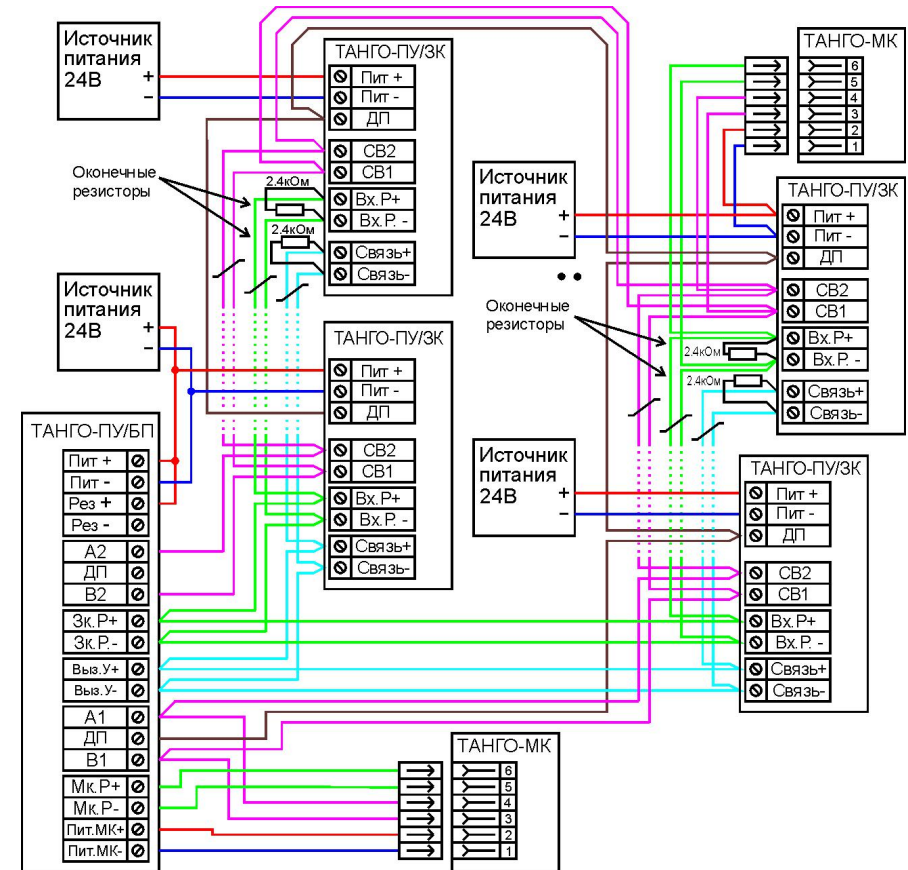 Источник
питания
24В
+
−
ТАНГО-ПУ/ЗК
Пит +
Пит -
ДП
СВ2
СВ1
Вх.Р+
Вх.Р. -
Связь+
Связь-
Оконечные
резисторы
2.4кОм
2.4кОм
ТАНГО-МК
6
5
4
3
2
1
Источник
питания
24В
+
−
ТАНГО-ПУ/ЗК
Пит +
Пит -
ДП
СВ2
СВ1
Вх.Р+
Вх.Р. -
Связь+
Связь-
Оконечные
резисторы
2.4кОм
2.4кОм
Источник
питания
24В
+
−
ТАНГО-ПУ/ЗК
Пит +
Пит -
ДП
СВ2
СВ1
Вх.Р+
Вх.Р. -
Связь+
Связь-
Источник
питания
24В
+
−
ТАНГО-ПУ/ЗК
Пит +
Пит -
ДП
СВ2
СВ1
Вх.Р+
Вх.Р. -
Связь+
Связь-
ТАНГО-ПУ/БП
Пит +
Пит -
Рез +
Рез -
А2
ДП
В2
Зк.Р+
Зк.Р.-
Выз.У+
Выз.У-
А1
ДП
В1
Мк.Р+
Мк.Р-
Пит.МК+
Пит.МК-
ТАНГО-МК
6
5
4
3
2
1